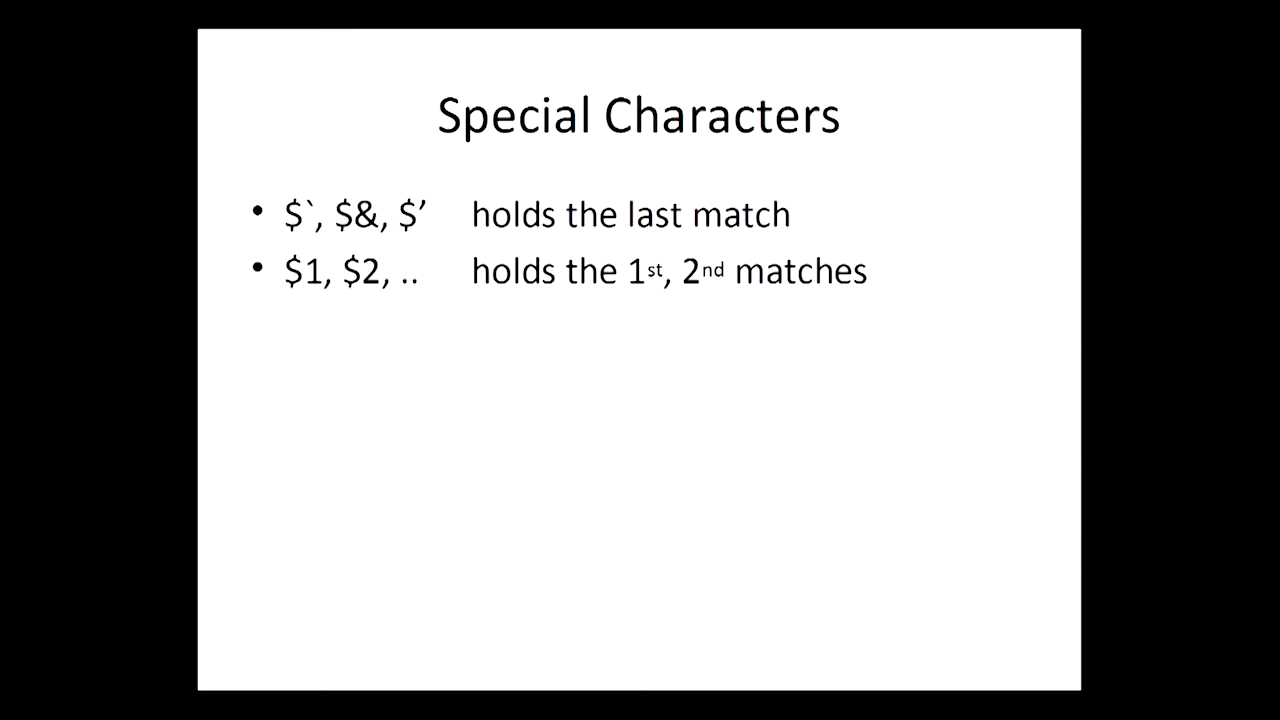 Special Characters
• $`, $&, $’ holds the last match
• $1, $2, .. holds the 1st, 2nd matches